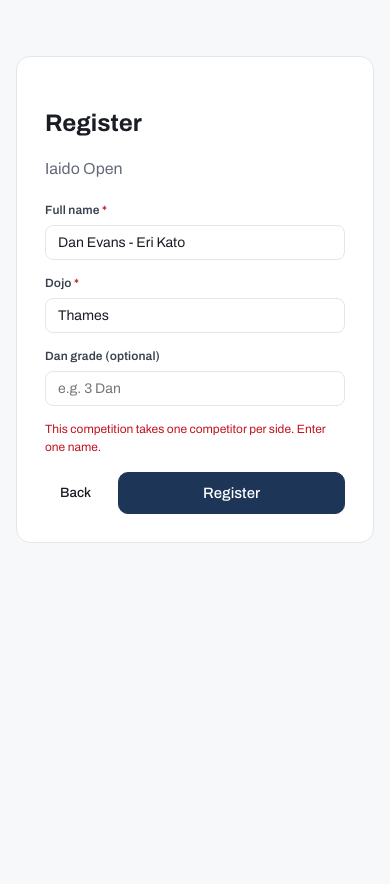 Register
Iaido Open
Full name *
Dan Evans - Eri Kato
Dojo *
Thames
Dan grade (optional)
e.g. 3 Dan
This competition takes one competitor per side. Enter
one name.
Back
Register